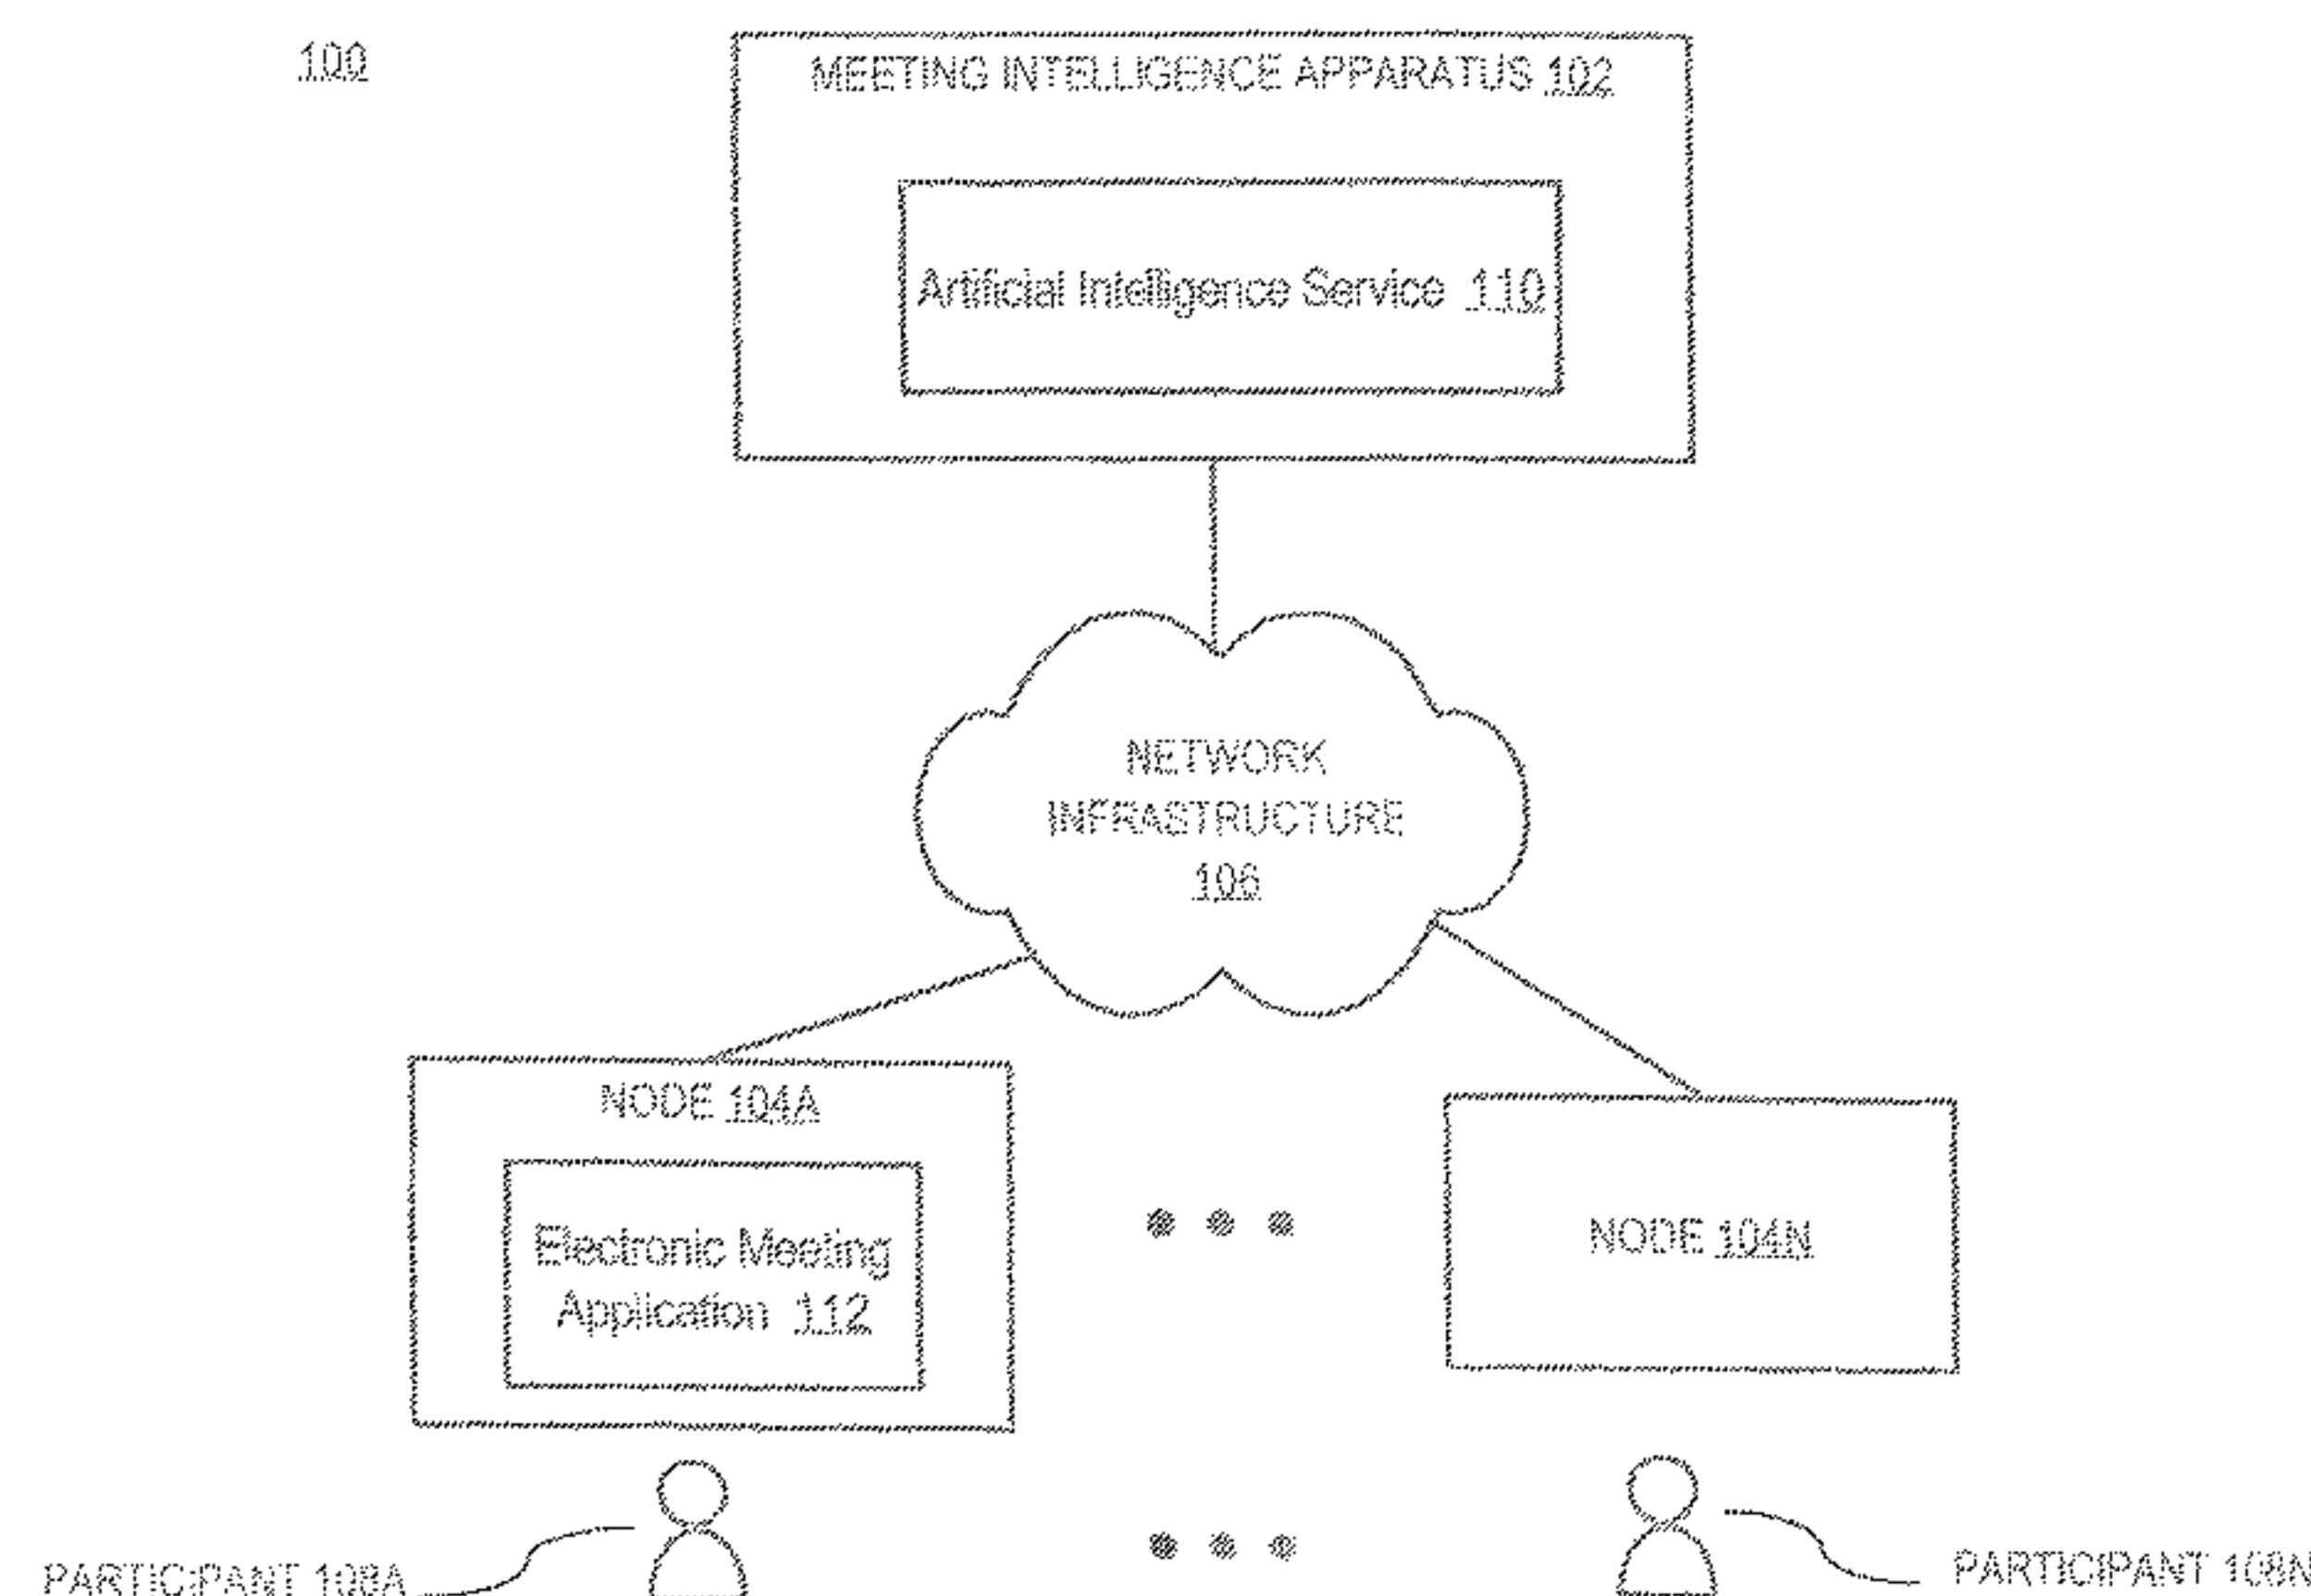 100
MEETING INTELLIGENCE APPARATUS 102
Artificial Intelligence Service 110
NETWORK
INFRASTRUCTURE
106
NODE 104A
Electronic Meeting
Application 112
NODE 104N
PARTICIPANT 108A
PARTICIPANT 108N